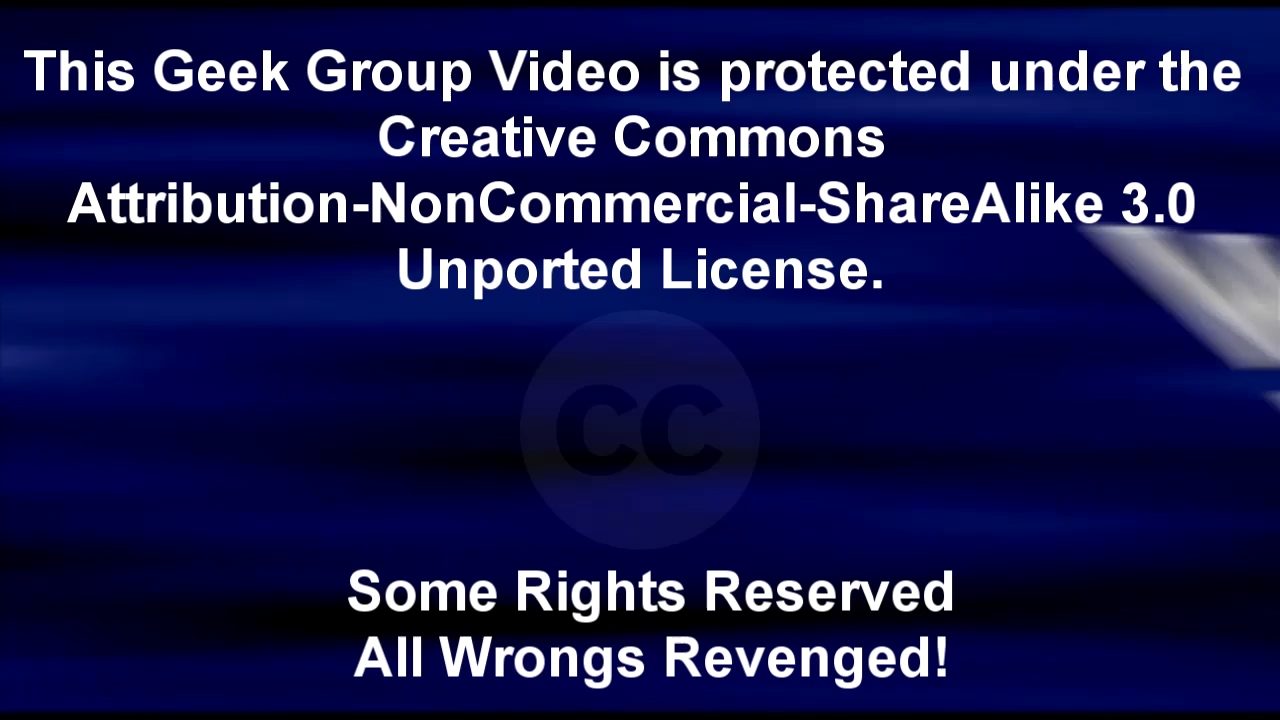 This Geek Group Video is protected under the
Creative Commons
Attribution-NonCommercial-ShareAlike 3.0
Unported License.
CC
Some Rights Reserved
All Wrongs Revenged!